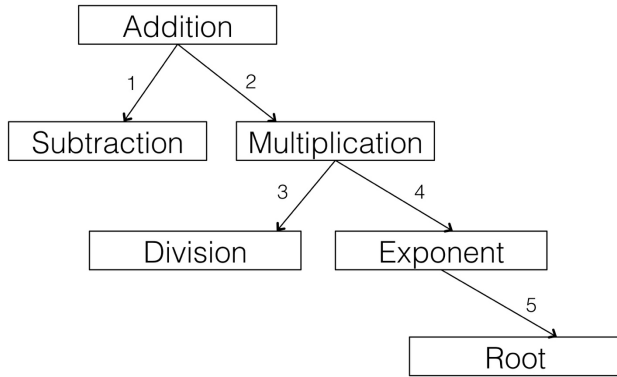 Addition
1
2
Subtraction
Multiplication
3
4
Division
Exponent
5
Root